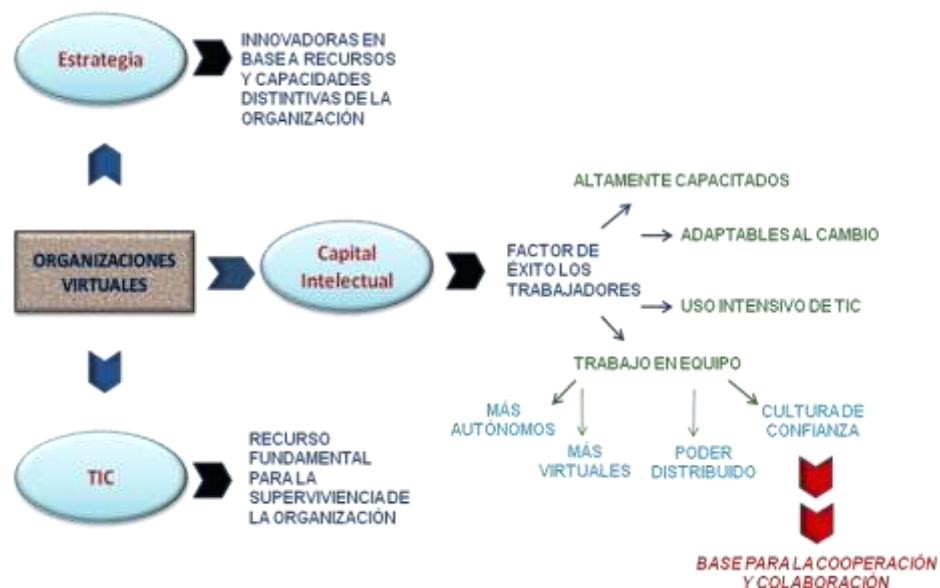 Estrategia
INNOVADORAS EN
BASE A RECURSOS
Y CAPACIDADES
DISTINTIVAS DE LA
ORGANIZACIÓN
ORGANIZACIONES
VIRTUALES
Capital
Intelectual
FACTOR DE
ÉXITO LOS
TRABAJADORES
ALTAMENTE CAPACITADOS
ADAPTABLES AL CAMBIO
USO INTENSIVO DE TIC
TRABAJO EN EQUIPO
MÁS
AUTÓNOMOS
MÁS
VIRTUALES
PODER
DISTRIBUIDO
CULTURA DE
CONFIANZA
BASE PARA LA COOPERACIÓN
Y COLABORACIÓN
TIC
RECURSO
FUNDAMENTAL
PARA LA
SUPERVIVIENCIA DE
LA ORGANIZACIÓN